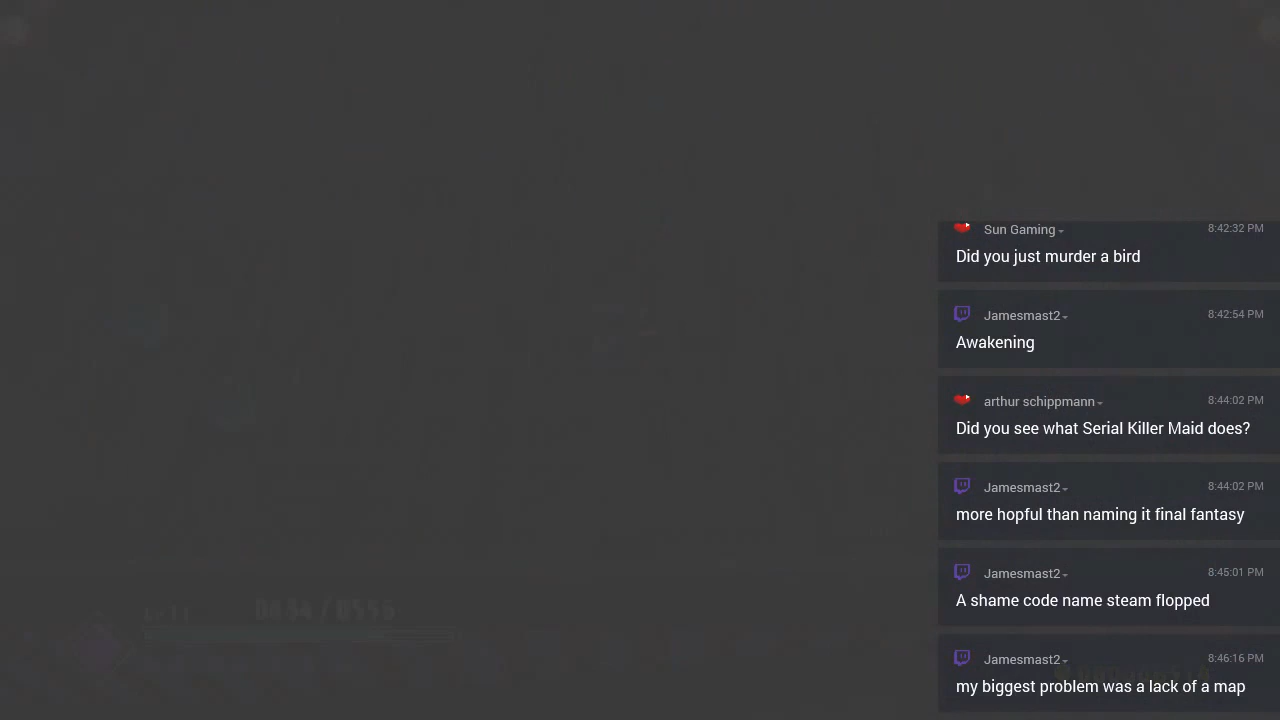 Sun Gaming
8:42:32 PM
Did you just murder a bird
Jamesmast2
8:42:54 PM
Awakening
arthur schippmann
8:44:02 PM
Did you see what Serial Killer Maid does?
Jamesmast2
8:44:02 PM
more hopful than naming it final fantasy
Jamesmast2
8:45:01 PM
A shame code name steam flopped
Jamesmast2
8:46:16 PM
my biggest problem was a lack of a map